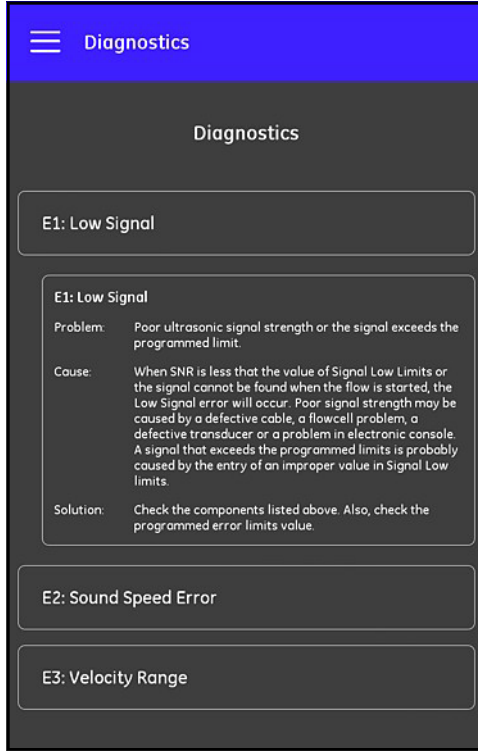 Diagnostics
Diagnostics
E1: Low Signal
E1: Low Signal
Problem: Poor ultrasonic signal strength or the signal exceeds the
programmed limit.
Cause: When SNR is less that the value of Signal Low Limits or
the signal cannot be found when the flow is started, the
Low Signal error will occur. Poor signal strength may be
caused by a defective cable, a flowcell problem, a
defective transducer or a problem in electronic console.
A signal that exceeds the programmed limits is probably
caused by the entry of an improper value in Signal Low
limits.
Solution: Check the components listed above. Also, check the
programmed error limits value.
E2: Sound Speed Error
E3: Velocity Range